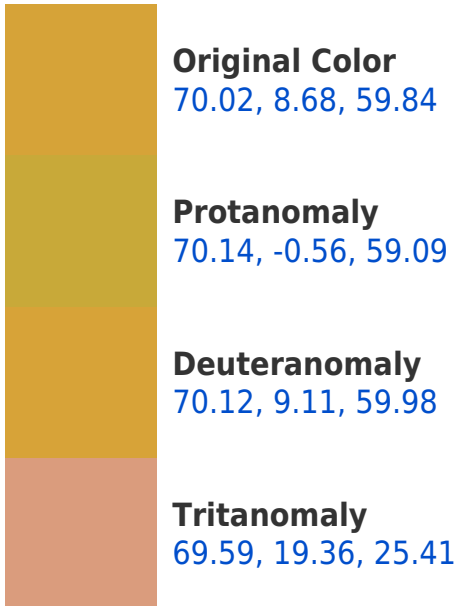 Original Color
70.02, 8.68, 59.84
Protanomaly
70.14, -0.56, 59.09
Deuteranomaly
70.12, 9.11, 59.98
Tritanomaly
69.59, 19.36, 25.41